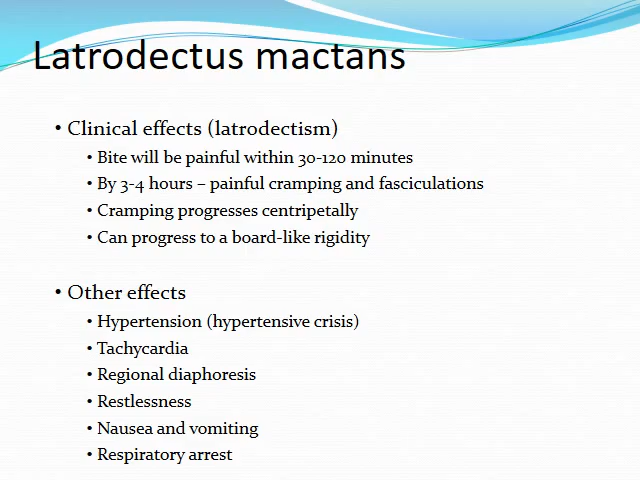 Latrodectus mactans
• Clinical effects (latrodectism)
• Bite will be painful within 30-120 minutes
• By 3-4 hours – painful cramping and fasciculations
• Cramping progresses centripetally
• Can progress to a board-like rigidity
• Other effects
• Hypertension (hypertensive crisis)
• Tachycardia
• Regional diaphoresis
• Restlessness
• Nausea and vomiting
• Respiratory arrest